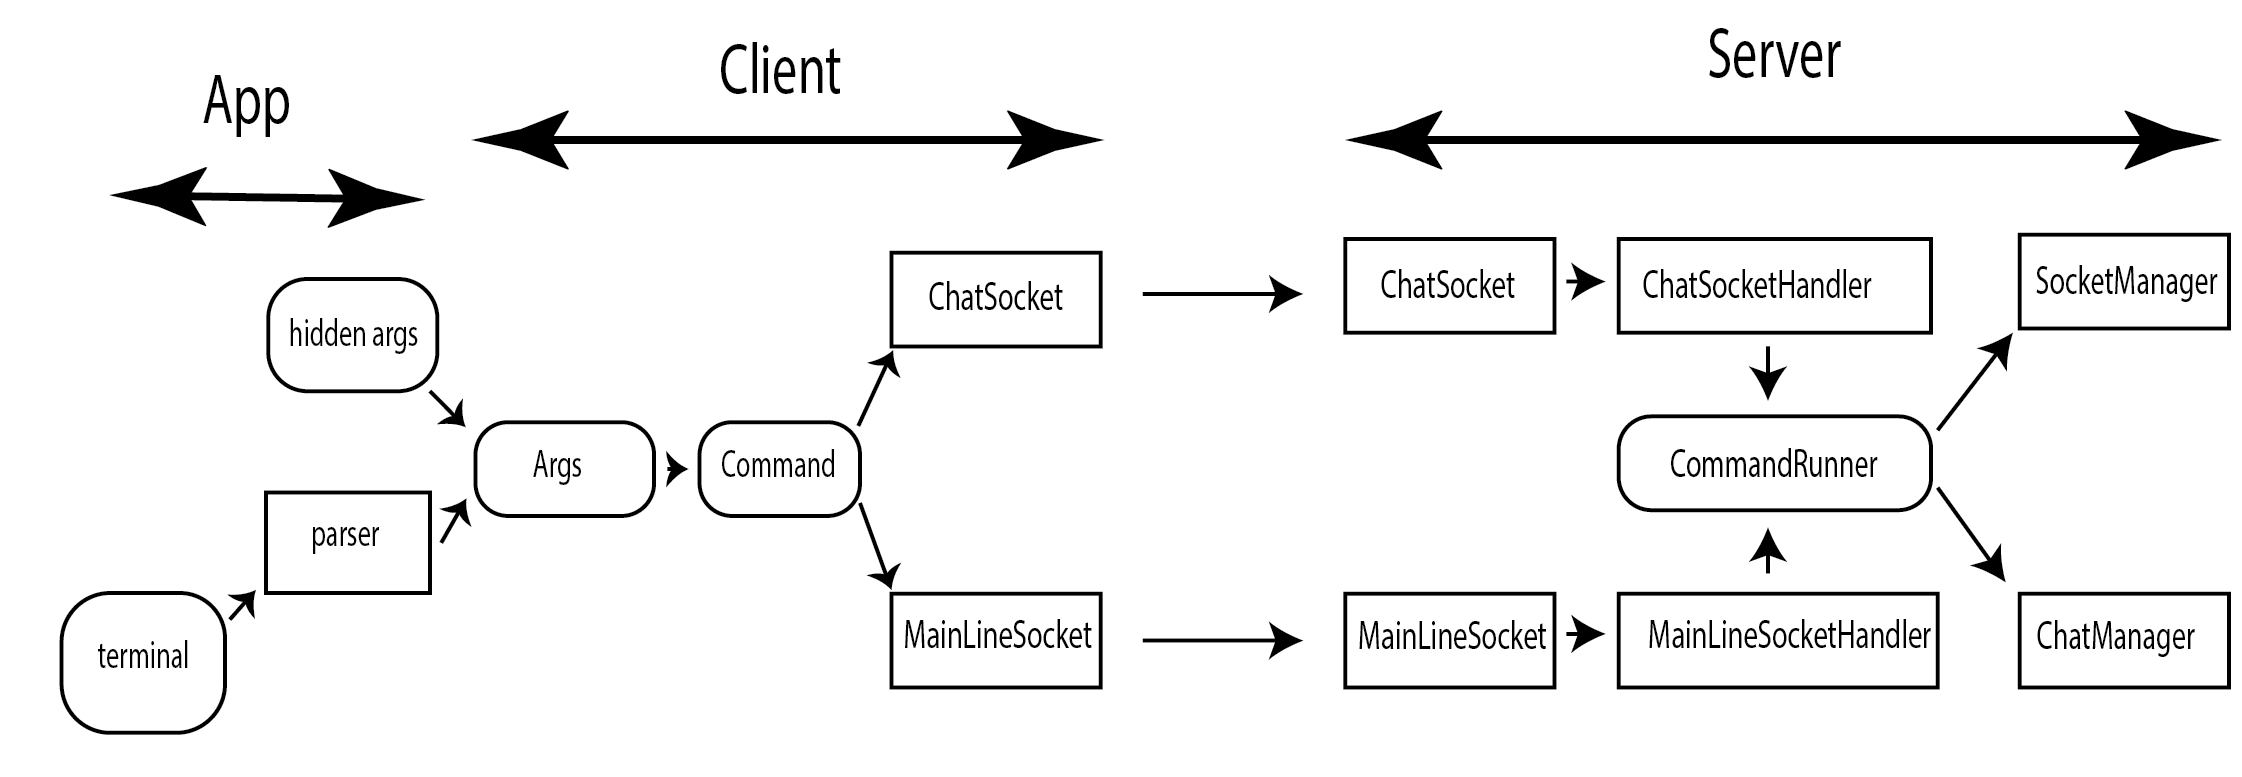 App
Client
Server
hidden args
ChatSocket
ChatSocket
ChatSocketHandler
SocketManager
Args
Command
CommandRunner
parser
terminal
MainLineSocket
MainLineSocket
MainLineSocketHandler
ChatManager